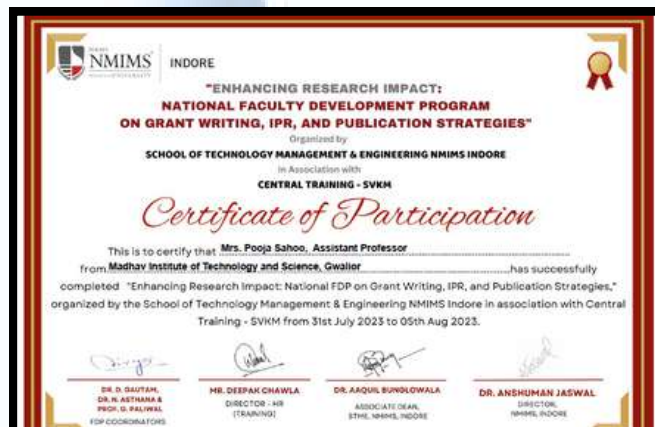 NMIMS
INDORE
"ENHANCING RESEARCH IMPACT:
NATIONAL FACULTY DEVELOPMENT PROGRAM
ON GRANT WRITING, IPR, AND PUBLICATION STRATEGIES"
Organized by
SCHOOL OF TECHNOLOGY MANAGEMENT & ENGINEERING NMIMS INDORE
in Association with
CENTRAL TRAINING - SVKM
Certificate of Participation
This is to certify that Mrs. Pooja Sahoo, Assistant Professor
from Madhav Institute of Technology and Science, Gwalior has successfully
completed "Enhancing Research Impact: National FDP on Grant Writing, IPR, and Publication Strategies,"
organized by the School of Technology Management & Engineering NMIMS Indore in association with Central
Training - SVKM from 31st July 2023 to 05th Aug 2023.
DR. D. GAUTAM,
DR. N. ASTHANA &
PROF. G. PALIWAL
FDP COORDINATORS
MR. DEEPAK CHAWLA
DIRECTOR - HR
(TRAINING)
DR. AAQUIL BUNGLOWALA
ASSOCIATE DEAN,
STME, NMIMS, INDORE
DR. ANSHUMAN JASWAL
DIRECTOR,
NMIMS, INDORE